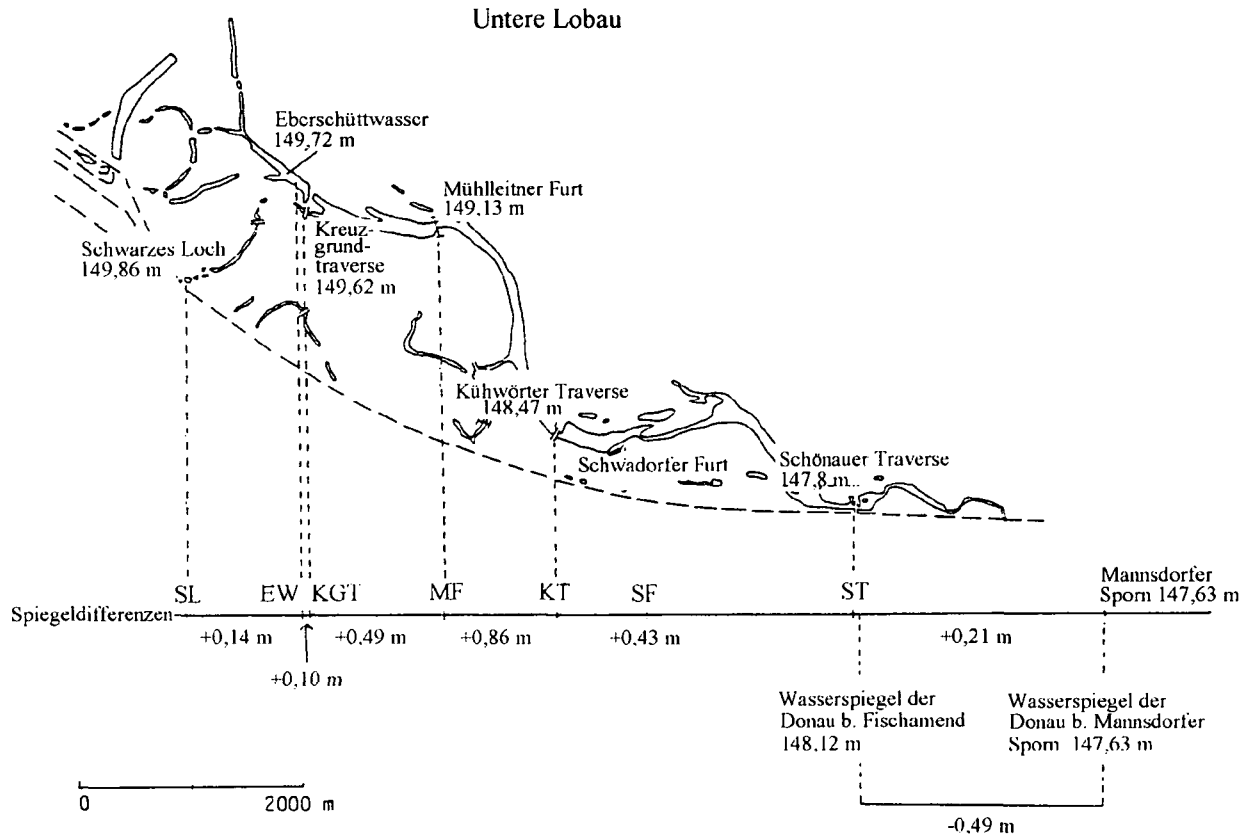 Untere Lobau
Eberschüttwasser
149,72 m
Mühlleitner Furt
149,13 m
Schwarzes Loch
149,86 m
Kreuz-
grund-
traverse
149,62 m
Kühwörter Traverse
148,47 m
Schwadorfer Furt
Schönauer Traverse
147,8 m...
SL
EW
KGT
MF
KT
SF
ST
Mannsdorfer
Sporn 147,63 m
Spiegeldifferenzen
+0,14 m
+0,49 m
+0,86 m
+0,43 m
+0,21 m
+0,10 m
Wasserspiegel der
Donau b. Fischamend
148,12 m
Wasserspiegel der
Donau b. Mannsdorfer
Sporn 147,63 m
0
2000 m
-0,49 m